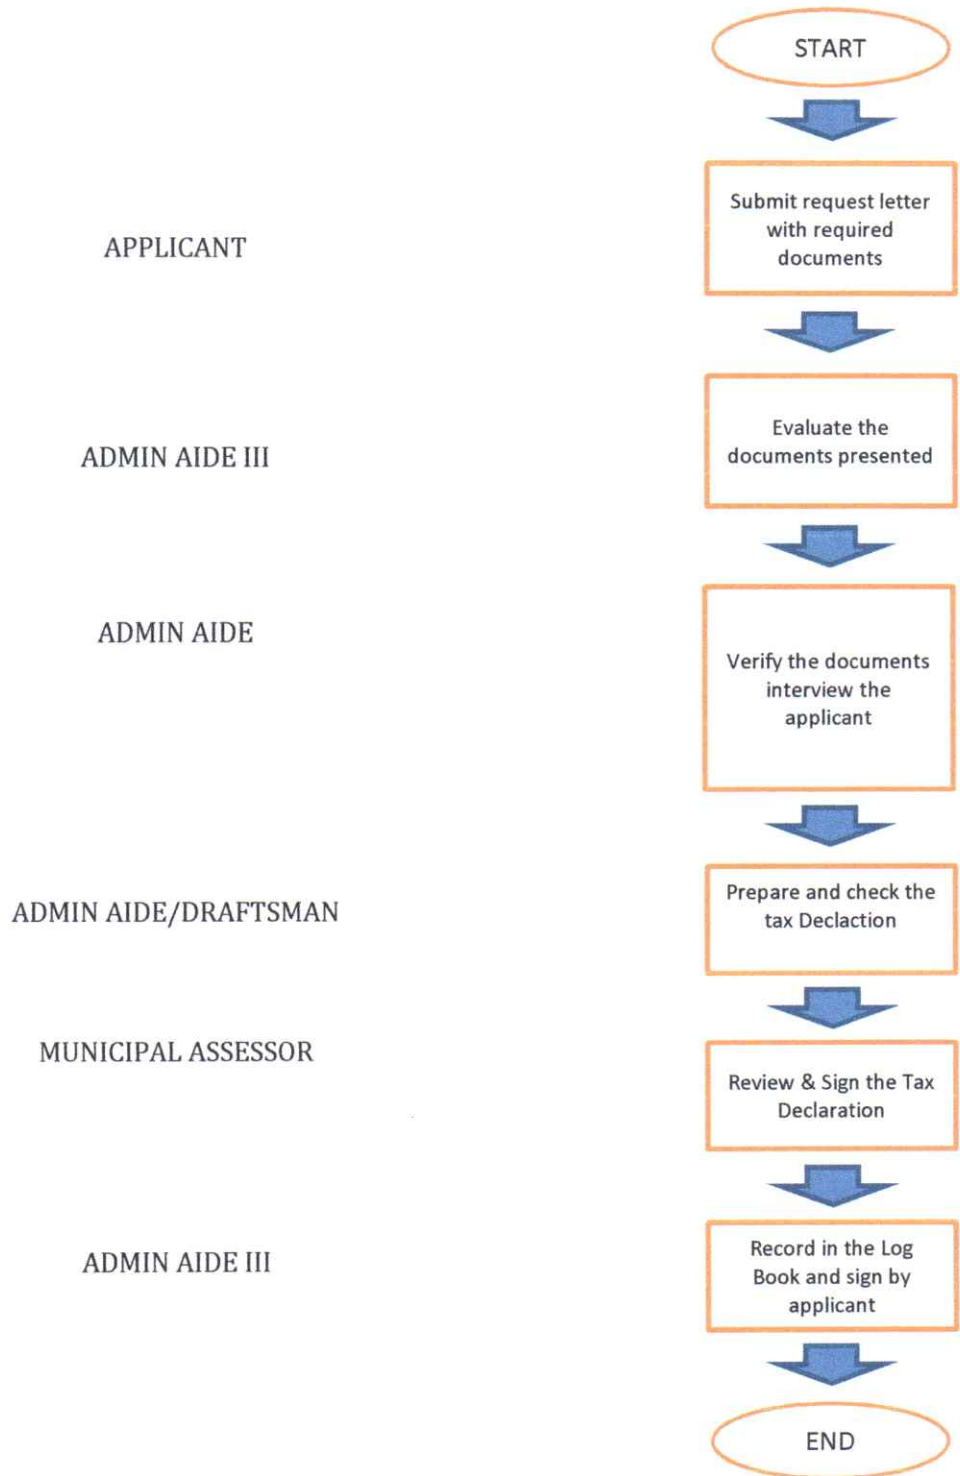 START
APPLICANT
Submit request letter
with required
documents
ADMIN AIDE III
Evaluate the
documents presented
ADMIN AIDE
Verify the documents
interview the
applicant
ADMIN AIDE/DRAFTSMAN
Prepare and check the
tax Declaction
MUNICIPAL ASSESSOR
Review & Sign the Tax
Declaration
ADMIN AIDE III
Record in the Log
Book and sign by
applicant
END